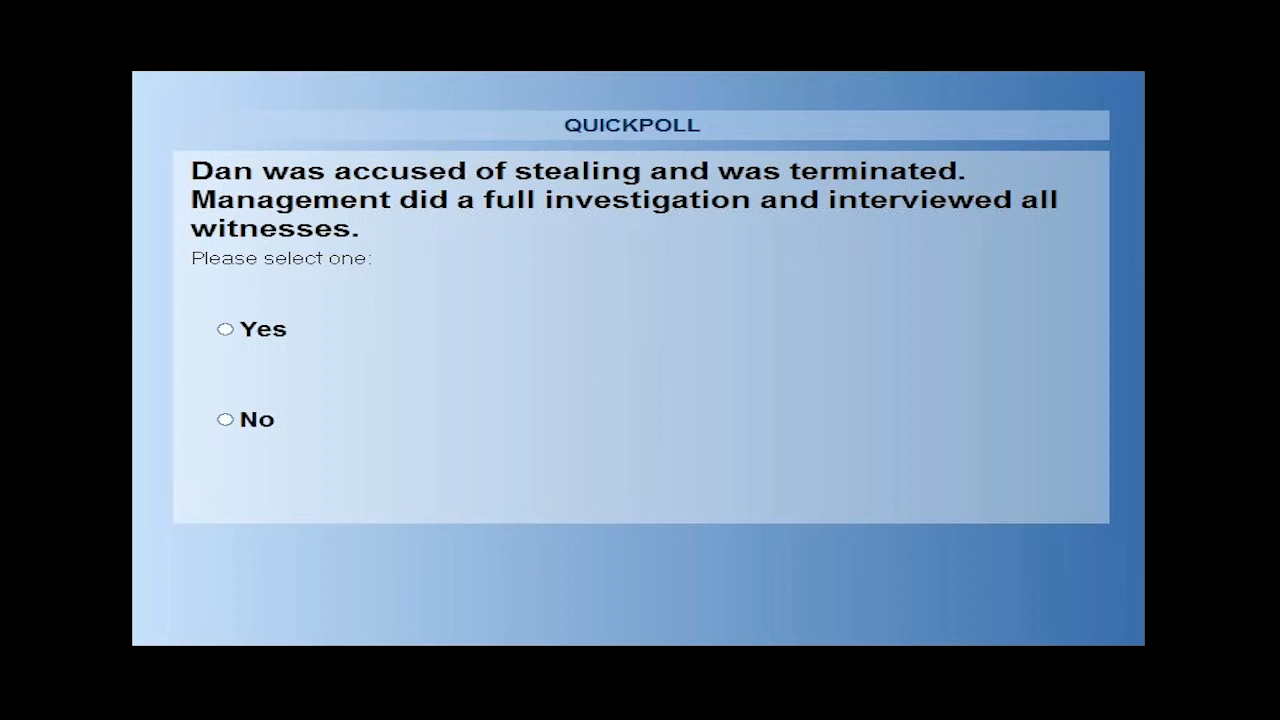 QUICKPOLL
Dan was accused of stealing and was terminated.
Management did a full investigation and interviewed all
witnesses.
Please select one:
Yes
No